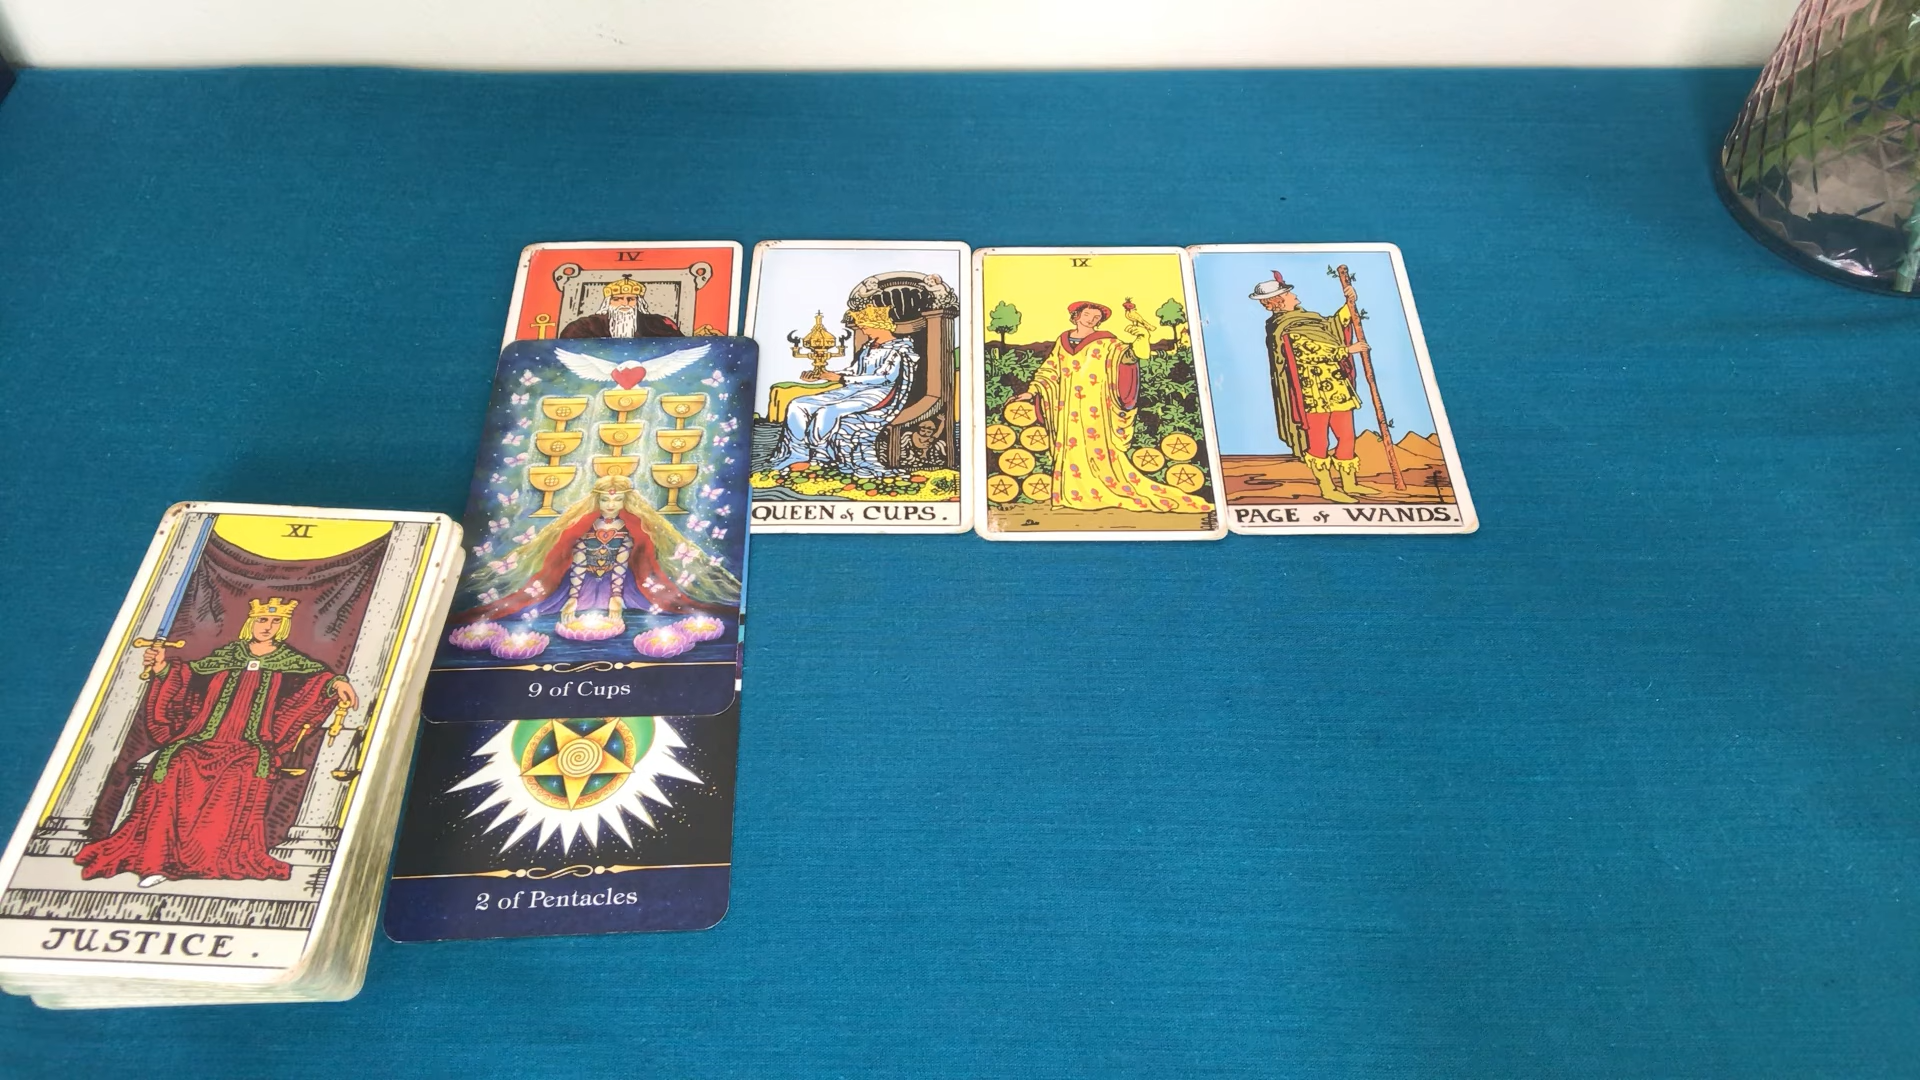 IV
IX
QUEEN of CUPS.
PAGE of WANDS.
XI
9 of Cups
2 of Pentacles
JUSTICE.